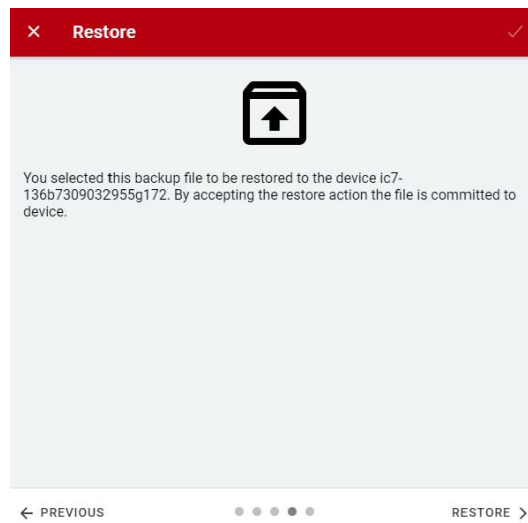 Restore
You selected this backup file to be restored to the device ic7-
136b7309032955g172. By accepting the restore action the file is committed to
device.
PREVIOUS
RESTORE